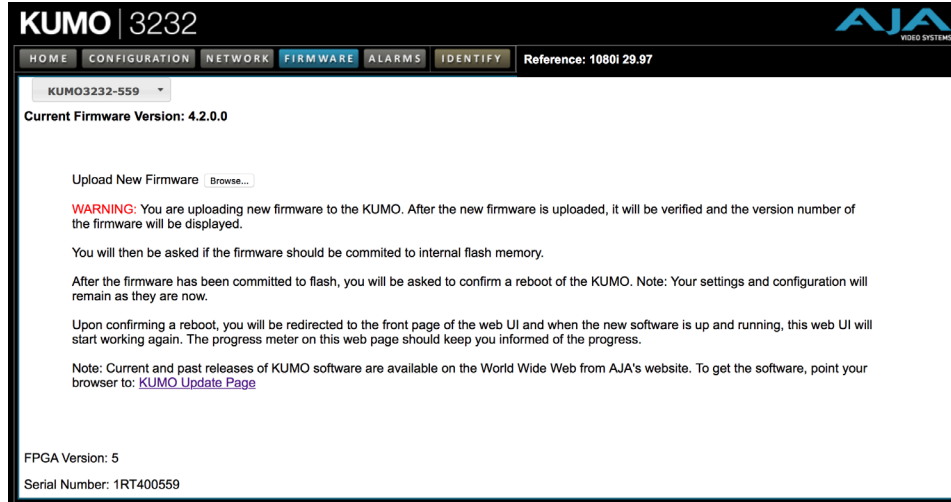 KUMO | 3232
AJA
VIDEO SYSTEMS
HOME CONFIGURATION NETWORK FIRMWARE ALARMS IDENTIFY Reference: 1080i 29.97
KUMO3232-559
Current Firmware Version: 4.2.0.0
Upload New Firmware Browse...
WARNING: You are uploading new firmware to the KUMO. After the new firmware is uploaded, it will be verified and the version number of
the firmware will be displayed.
You will then be asked if the firmware should be commited to internal flash memory.
After the firmware has been committed to flash, you will be asked to confirm a reboot of the KUMO. Note: Your settings and configuration will
remain as they are now.
Upon confirming a reboot, you will be redirected to the front page of the web UI and when the new software is up and running, this web UI will
start working again. The progress meter on this web page should keep you informed of the progress.
Note: Current and past releases of KUMO software are available on the World Wide Web from AJA's website. To get the software, point your
browser to: KUMO Update Page
FPGA Version: 5
Serial Number: 1RT400559